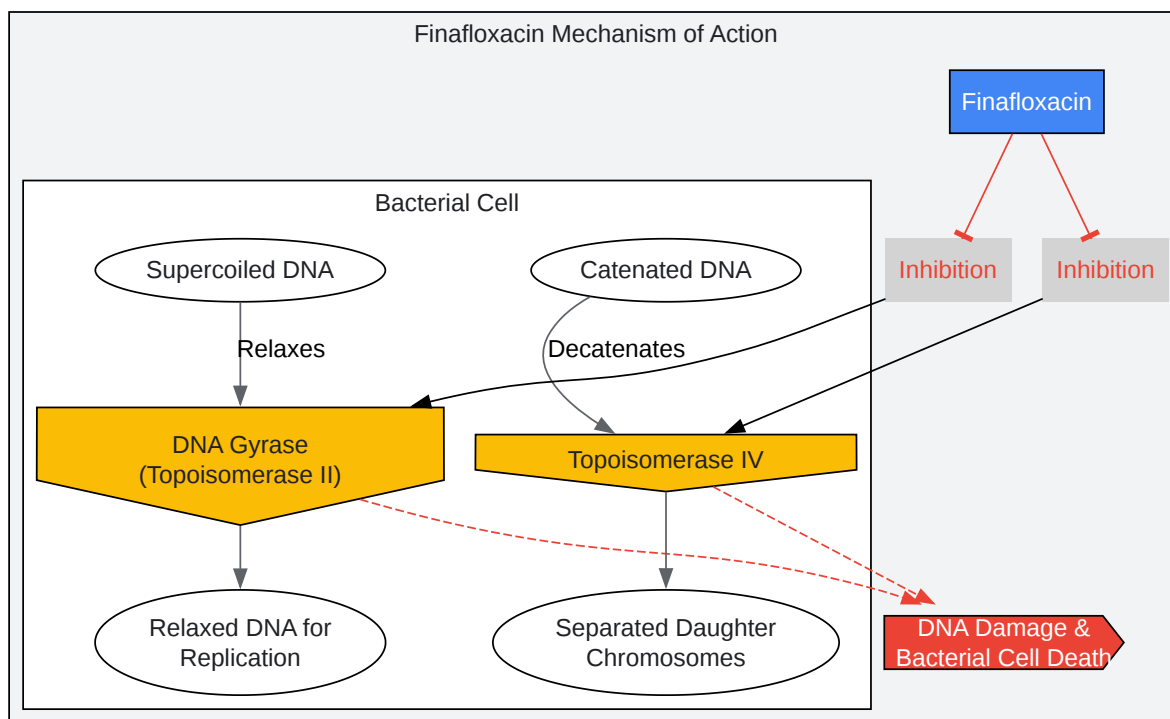 Finafloxacin Mechanism of Action
Finafloxacin
Bacterial Cell
Supercoiled DNA
Catenated DNA
Inhibition
Inhibition
Relaxes
Decatenates
DNA Gyrase
(Topoisomerase II)
Topoisomerase IV
Relaxed DNA for
Replication
Separated Daughter
Chromosomes
DNA Damage &
Bacterial Cell Death